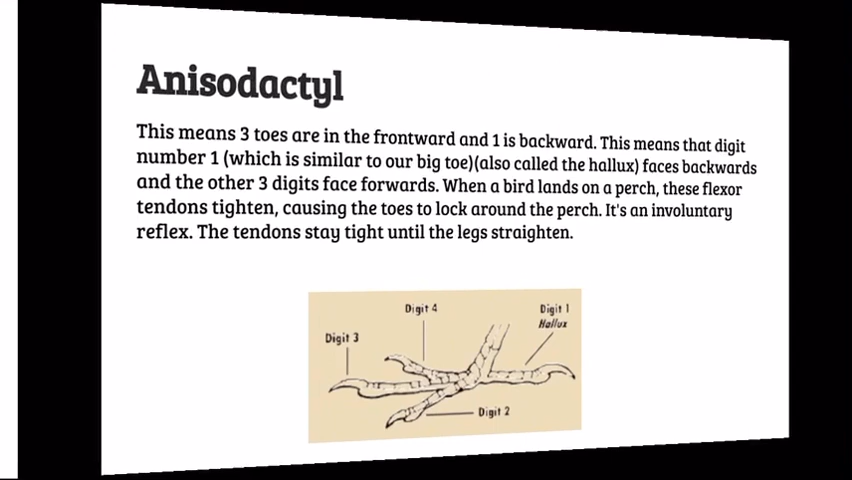 Anisodactyl
This means 3 toes are in the frontward and 1 is backward. This means that digit
number 1 (which is similar to our big toe)(also called the hallux) faces backwards
and the other 3 digits face forwards. When a bird lands on a perch, these flexor
tendons tighten, causing the toes to lock around the perch. It's an involuntary
reflex. The tendons stay tight until the legs straighten.
Digit 4
Digit 1
Hallux
Digit 3
Digit 2